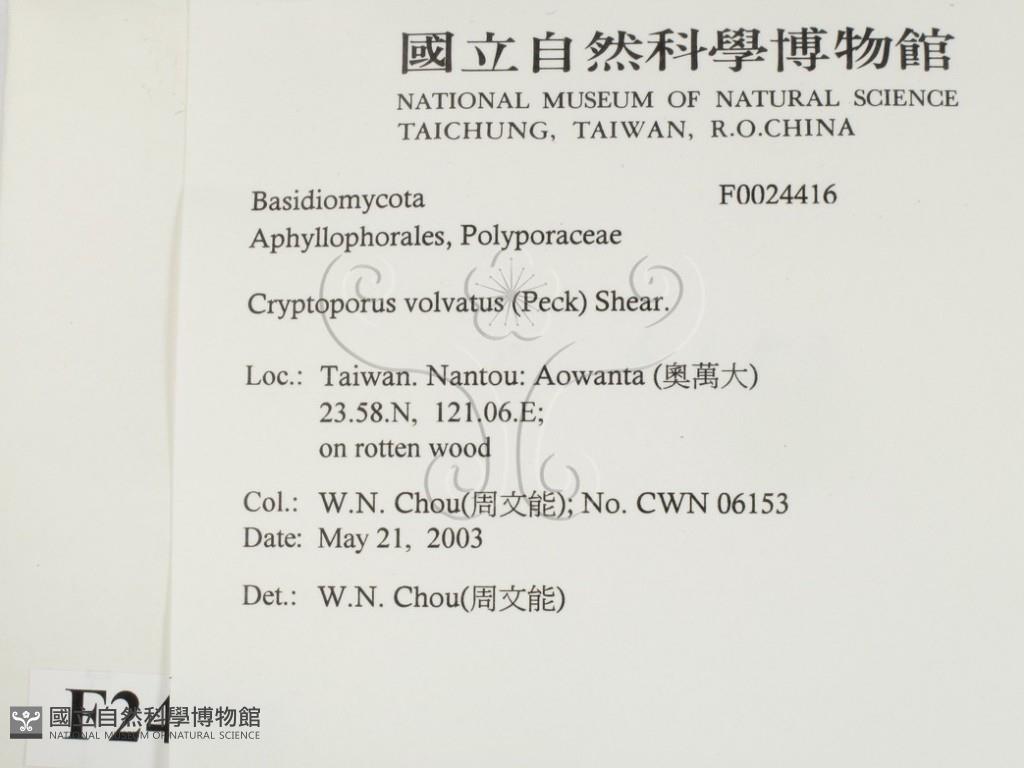 國立自然科學博物館
NATIONAL MUSEUM OF NATURAL SCIENCE
TAICHUNG, TAIWAN, R.O.CHINA
Basidiomycota F0024416
Aphyllophorales, Polyporaceae
Cryptoporus volvatus (Peck) Shear.
Loc.: Taiwan. Nantou: Aowanta (奧萬大)
23.58.N, 121.06.E;
on rotten wood
Col.: W.N. Chou(周文能); No. CWN 06153
Date: May 21, 2003
Det.: W.N. Chou(周文能)
F24
國立自然科學博物館
NATIONAL MUSEUM OF NATURAL SCIENCE